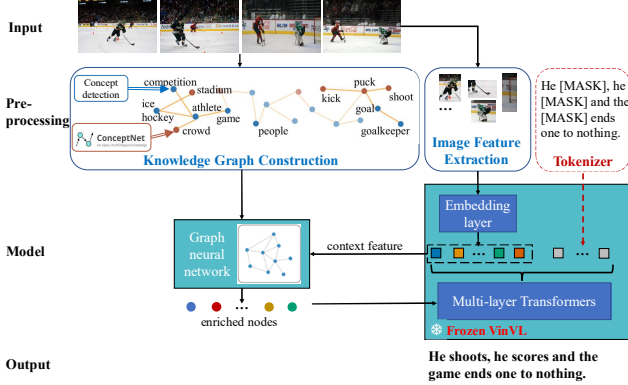 Input
Concept
detection
competition
stadium
ice
hockey
athlete
game
crowd
ConceptNet
people
kick
puck
shoot
goal
goalkeeper
Knowledge Graph Construction
Pre-
processing
...
Image Feature
Extraction
He [MASK], he
[MASK] and the
[MASK] ends
one to nothing.
Tokenizer
Embedding
layer
Model
Graph
neural
network
context feature
...
...
Multi-layer Transformers
...
enriched nodes
Frozen VinVL
Output
He shoots, he scores and the
game ends one to nothing.